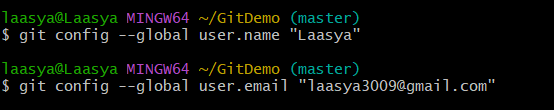 laasya@Laasya MINGW64 ~/GitDemo (master)
$ git config --global user.name "Laasya"
laasya@Laasya MINGW64 ~/GitDemo (master)
$ git config --global user.email "laasya3009@gmail.com"